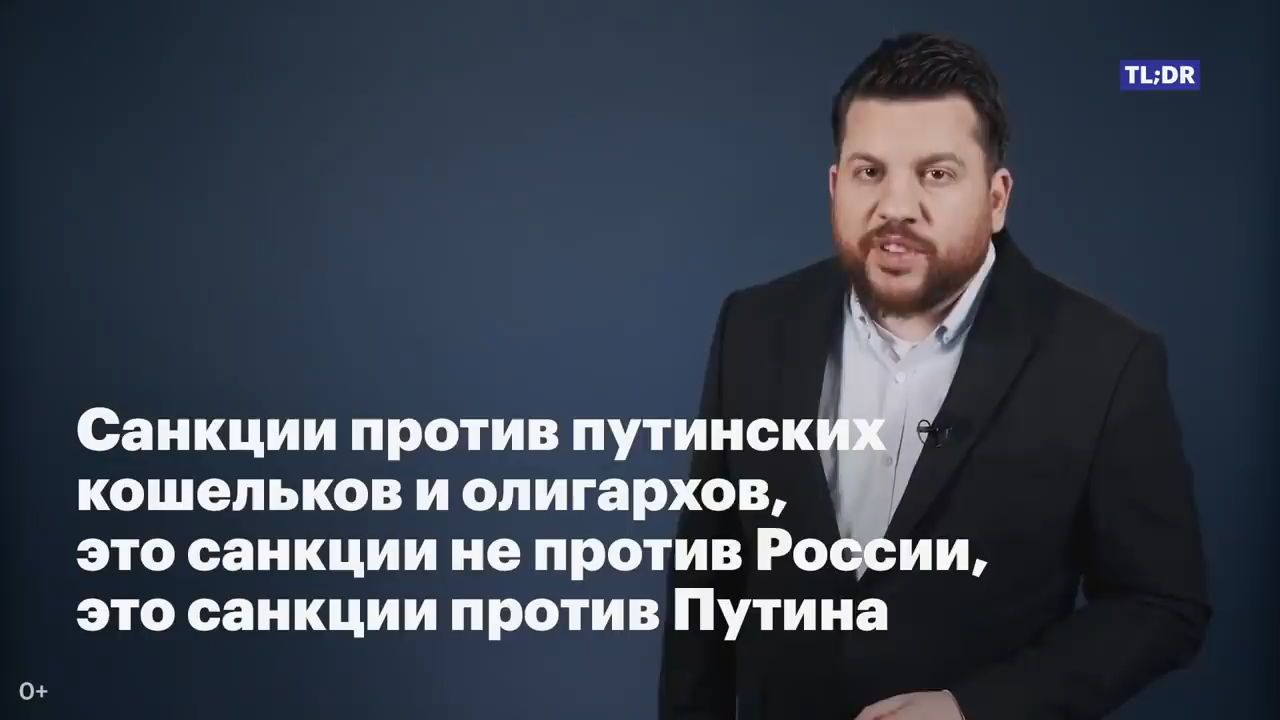 TL;DR
Санкции против путинских
кошельков и олигархов,
это санкции не против России,
это санкции против Путина
0+